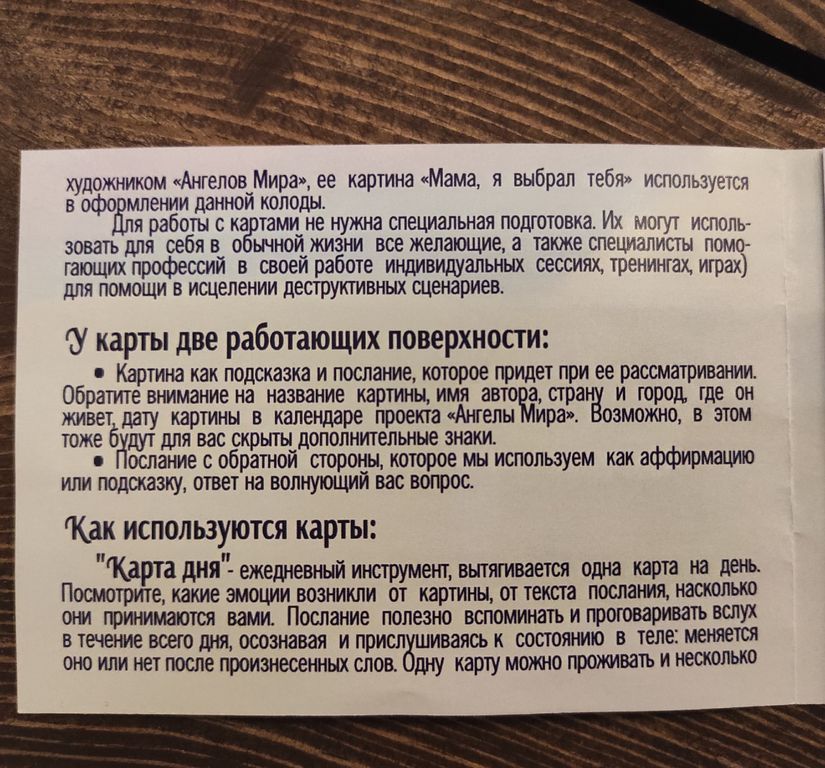 художником «Ангелов Мира», ее картина «Мама, я выбрал тебя» используется
в оформлении данной колоды.
Для работы с картами не нужна специальная подготовка. Их могут исполь-
зовать для себя в обычной жизни все желающие, а также специалисты помо-
гающих профессий в своей работе индивидуальных сессиях, тренингах, играх)
для помощи в исцелении деструктивных сценариев.
У карты две работающих поверхности:
• Картина как подсказка и послание, которое придет при ее рассматривании.
Обратите внимание на название картины, имя автора, страну и город, где он
живет, дату картины в календаре проекта «Ангелы Мира». Возможно, в этом
тоже будут для вас скрыты дополнительные знаки.
• Послание с обратной стороны, которое мы используем как аффирмацию
или подсказку, ответ на волнующий вас вопрос.
Как используются карты:
"Карта дня"- ежедневный инструмент, вытягивается одна карта на день.
Посмотрите, какие эмоции возникли от картины, от текста послания, насколько
они принимаются вами. Послание полезно вспоминать и проговаривать вслух
в течение всего дня, осознавая и прислушиваясь к состоянию в теле: меняется
оно или нет после произнесенных слов. Одну карту можно проживать и несколько